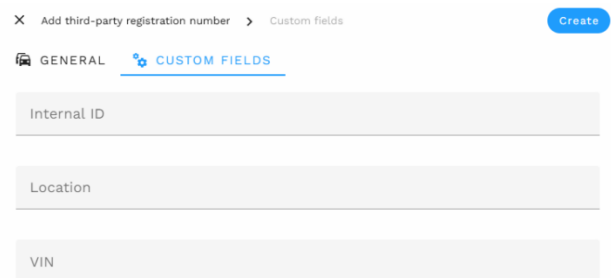 Add third-party registration number > Custom fields Create
GENERAL CUSTOM FIELDS
Internal ID
Location
VIN